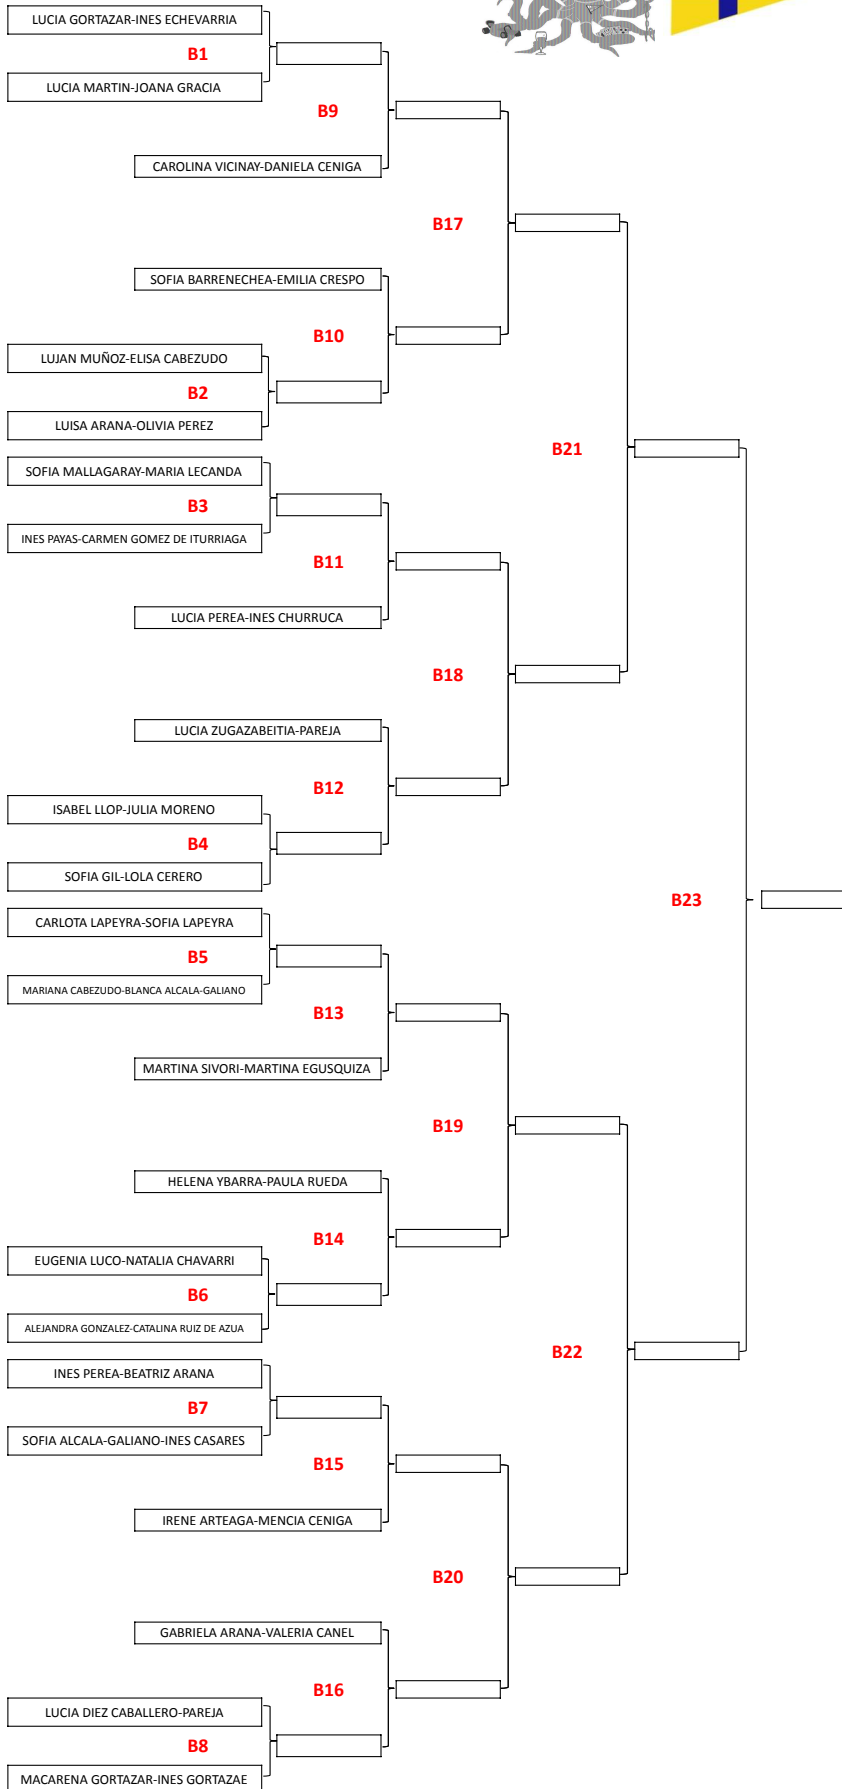 LUCIA GORTAZAR-INES ECHEVARRIA
B1
LUCIA MARTIN-JOANA GRACIA
B9
CAROLINA VICINAY-DANIELA CENIGA
B17
SOFIA BARRENECHEA-EMILIA CRESPO
B10
LUJAN MUÑOZ-ELISA CABEZUDO
B2
LUISA ARANA-OLIVIA PEREZ
B21
SOFIA MALLAGARAY-MARIA LECANDA
B3
INES PAYAS-CARMEN GOMEZ DE ITURRIAGA
B11
LUCIA PEREA-INES CHURRUCA
B18
LUCIA ZUGAZABEITIA-PAREJA
B12
ISABEL LLOP-JULIA MORENO
B4
SOFIA GIL-LOLA CERERO
B23
CARLOTA LAPEYRA-SOFIA LAPEYRA
B5
MARIANA CABEZUDO-BLANCA ALCALA-GALIANO
B13
MARTINA SIVORI-MARTINA EGUSQUIZA
B19
HELENA YBARRA-PAULA RUEDA
B14
EUGENIA LUCO-NATALIA CHAVARRI
B6
ALEJANDRA GONZALEZ-CATALINA RUIZ DE AZUA
B22
INES PEREA-BEATRIZ ARANA
B7
SOFIA ALCALA-GALIANO-INES CASARES
B15
IRENE ARTEAGA-MENCIA CENIGA
B20
GABRIELA ARANA-VALERIA CANEL
B16
LUCIA DIEZ CABALLERO-PAREJA
B8
MACARENA GORTAZAR-INES GORTAZAE